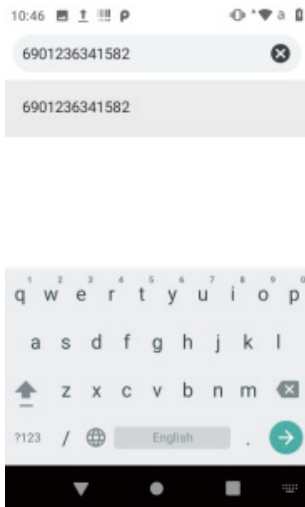 10:46
6901236341582
6901236341582
1 2 3 4 5 6 7 8 9 0
q w e r t y u i o p
a s d f g h j k l
z x c v b n m
?123 / English .